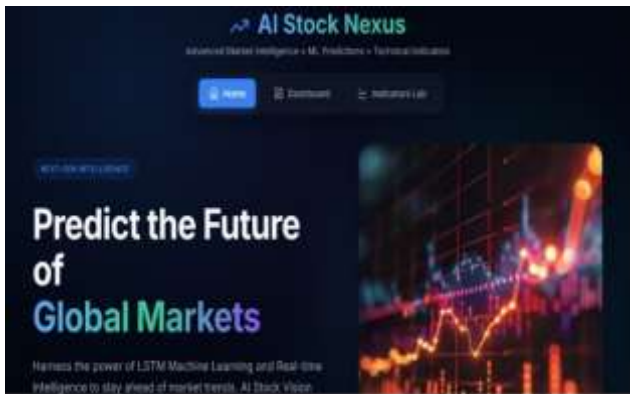 AI Stock Nexus
Advanced Market Intelligence • ML Predictions • Technical Indicators
Home
Dashboard
Indicators Lab
NEXT-GEN INTELLIGENCE
Predict the Future
of
Global Markets
Harness the power of LSTM Machine Learning and Real-time
intelligence to stay ahead of market trends. AI Stock Vision